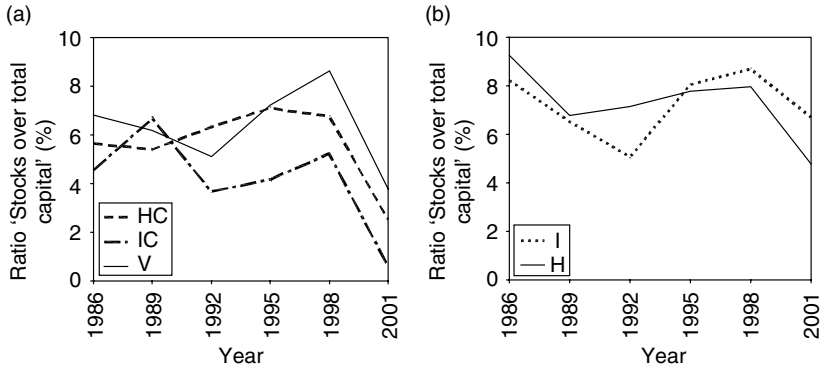 (a)
Ratio ‘Stocks over total
capital’ (%)
10
8
6
4
2
0
HC
IC
V
1986
1989
1992
1995
1998
2001
Year
(b)
Ratio ‘Stocks over total
capital’ (%)
10
8
6
4
2
0
I
H
1986
1989
1992
1995
1998
2001
Year